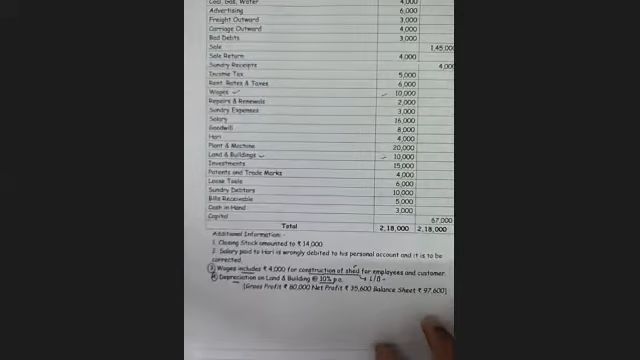 Coal, Gas, Water 4,000
Advertising 6,000
Freight Outward 3,000
Carriage Outward 4,000
Bad Debts 3,000
Sale 1,45,00
Sale Return 4,000
Sundry Receipts 4,00
Income Tax 5,000
Rent, Rates & Taxes 6,000
Wages 10,000
Repairs & Renewals 2,000
Sundry Expenses 3,000
Salary 16,000
Goodwill 8,000
Hari 4,000
Plant & Machine 20,000
Land & Buildings 10,000
Investments 15,000
Patents and Trade Marks 4,000
Loose Tools 6,000
Sundry Debtors 10,000
Bills Receivable 5,000
Cash in Hand 3,000
Capital 67,000
Total 2,18,000 2,18,000
Additional Information:-
1. Closing Stock amounted to ₹ 14,000
2. Salary paid to Hari is wrongly debited to his personal account and it is to be
corrected.
3. Wages includes ₹ 4,000 for construction of shed for employees and customer.
4. Depreciation on Land & Building @ 10% p.a.
[Gross Profit ₹ 80,000 Net Profit ₹ 35,600 Balance Sheet ₹ 97,600]